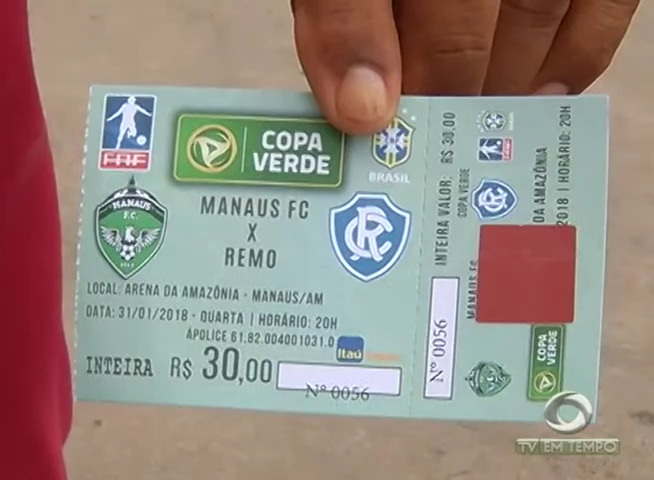 FAF
COPA
VERDE
BRASIL
MANAUS
F.C.
MANAUS FC
X
REMO
LOCAL: ARENA DA AMAZÔNIA - MANAUS/AM
DATA: 31/01/2018 - QUARTA | HORÁRIO: 20H
APÓLICE 61.82.004001031.0
Itaú
INTEIRA R$ 30,00
Nº 0056
INTEIRA VALOR: R$ 30,00
COPA VERDE
MANAUS FC
DA AMAZÔNIA
2018 | HORÁRIO: 20H
Nº 0056
COPA
VERDE
TV EM TEMPO